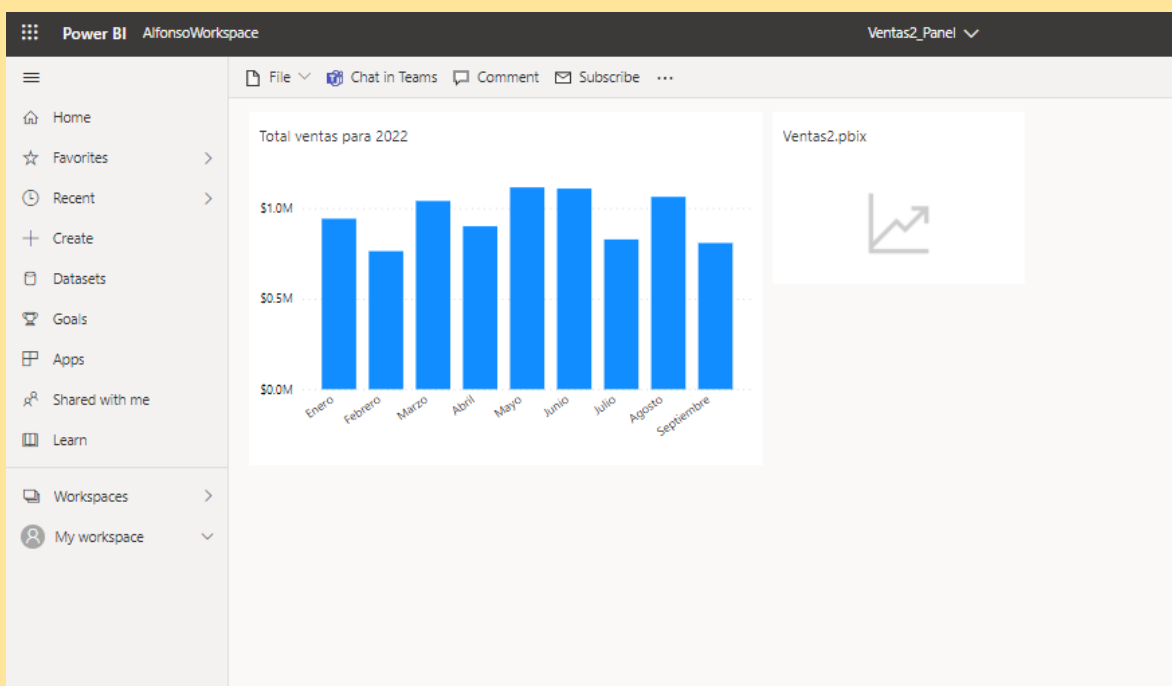 Power BI AlfonsoWorkspace
Ventas2_Panel
File Chat in Teams Comment Subscribe ...
Home
Favorites
Recent
Create
Datasets
Goals
Apps
Shared with me
Learn
Workspaces
My workspace
Total ventas para 2022
$1.0M
$0.5M
$0.0M
Enero Febrero Marzo Abril Mayo Junio Julio Agosto Septiembre
Ventas2.pbix